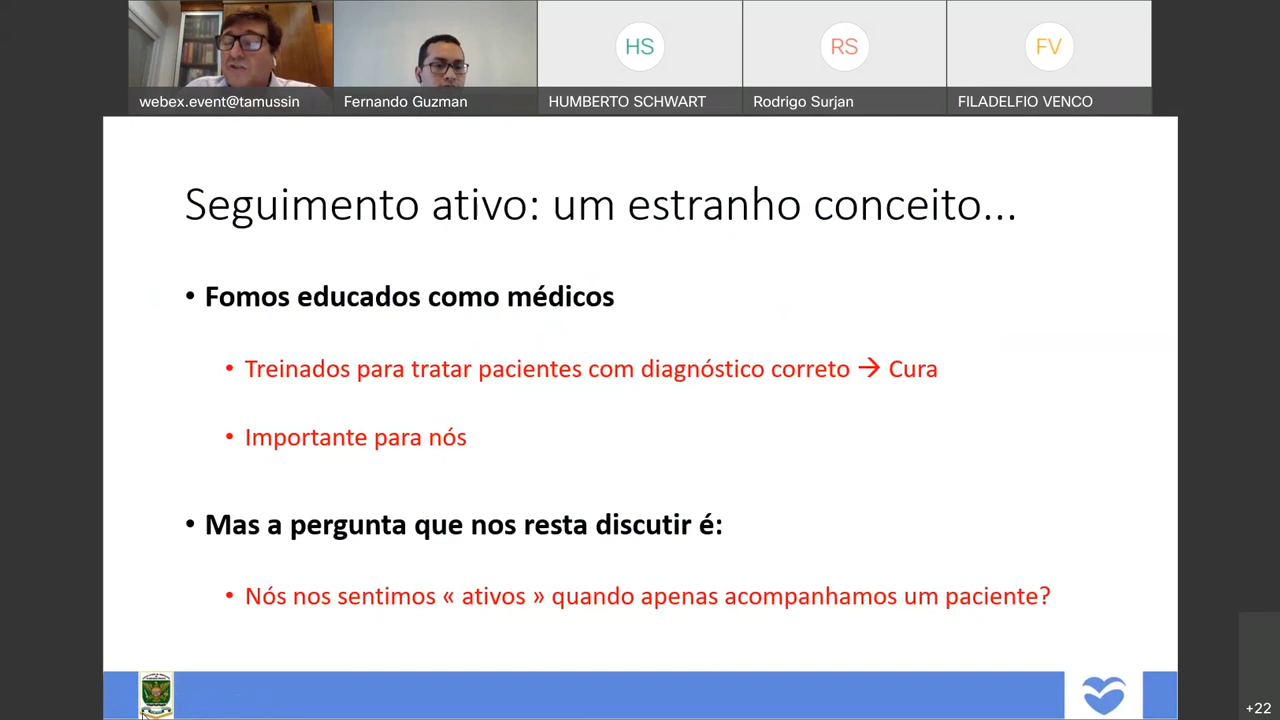 webex.event@tamussin
Fernando Guzman
HS
HUMBERTO SCHWART
RS
Rodrigo Surjan
FV
FILADELFIO VENCO
Seguimento ativo: um estranho conceito...
• Fomos educados como médicos
• Treinados para tratar pacientes com diagnóstico correto → Cura
• Importante para nós
• Mas a pergunta que nos resta discutir é:
• Nós nos sentimos « ativos » quando apenas acompanhamos um paciente?
+22